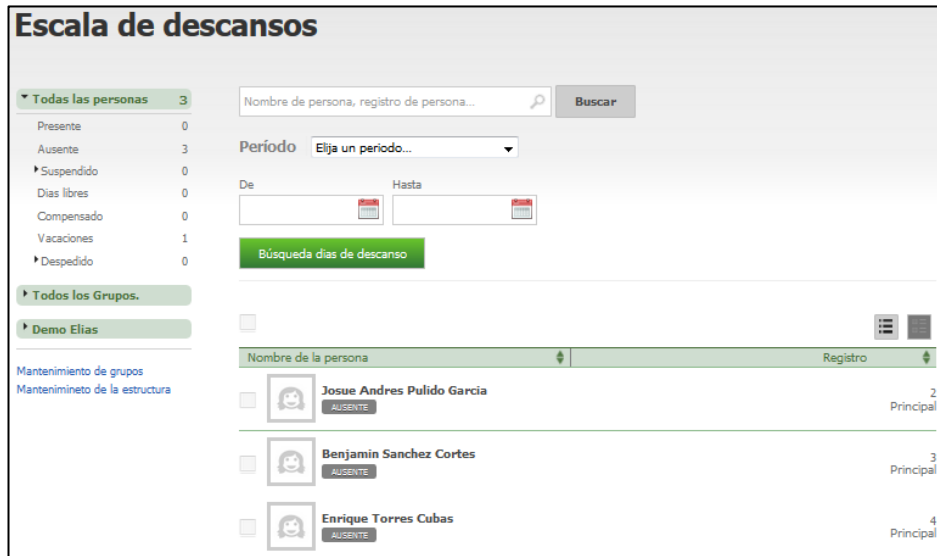 Escala de descansos
Todas las personas 3
Presente 0
Ausente 3
Suspendido 0
Dias libres 0
Compensado 0
Vacaciones 1
Despedido 0
Todos los Grupos.
Demo Elias
Mantenimiento de grupos
Mantenimineto de la estructura
Nombre de persona, registro de persona...
Buscar
Período Elija un periodo...
De Hasta
Búsqueda dias de descanso
Nombre de la persona Registro
Josue Andres Pulido Garcia 2
AUSENTE Principal
Benjamin Sanchez Cortes 3
AUSENTE Principal
Enrique Torres Cubas 4
AUSENTE Principal